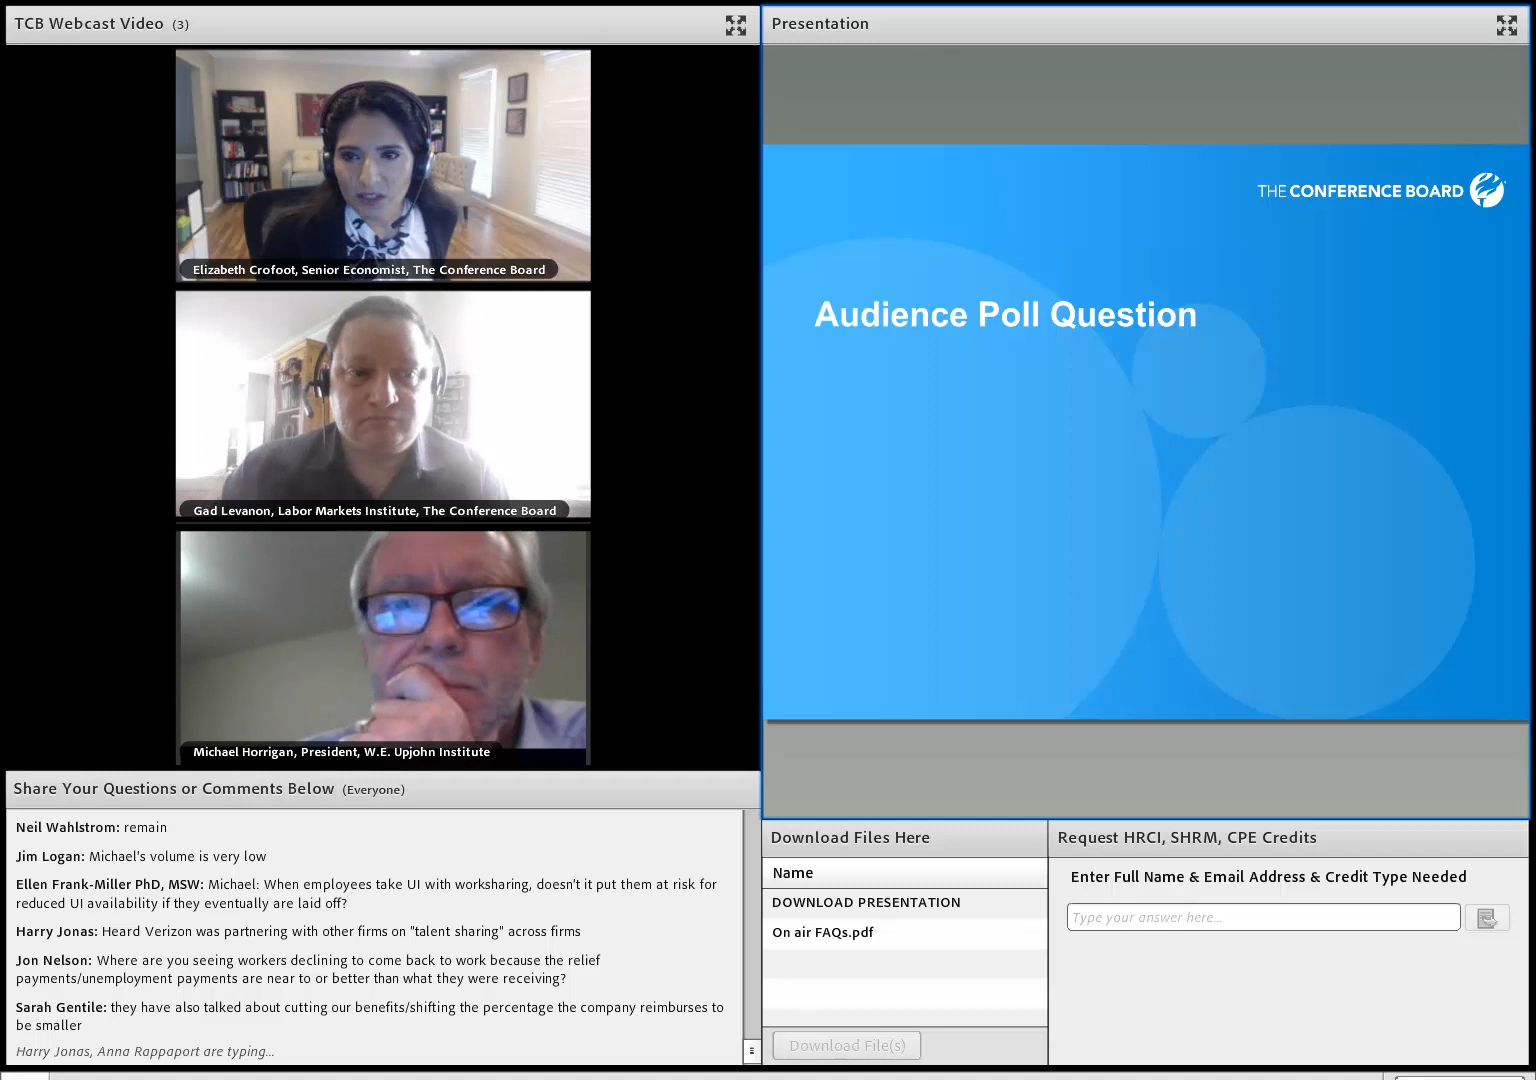 TCB Webcast Video (3)
Elizabeth Crofoot, Senior Economist, The Conference Board
Gad Levanon, Labor Markets Institute, The Conference Board
Michael Horrigan, President, W.E. Upjohn Institute
Presentation
THE CONFERENCE BOARD
Audience Poll Question
Share Your Questions or Comments Below (Everyone)
Neil Wahlstrom: remain
Jim Logan: Michael's volume is very low
Ellen Frank-Miller PhD, MSW: Michael: When employees take UI with worksharing, doesn't it put them at risk for
reduced UI availability if they eventually are laid off?
Harry Jonas: Heard Verizon was partnering with other firms on "talent sharing" across firms
Jon Nelson: Where are you seeing workers declining to come back to work because the relief
payments/unemployment payments are near to or better than what they were receiving?
Sarah Gentile: they have also talked about cutting our benefits/shifting the percentage the company reimburses to
be smaller
Harry Jonas, Anna Rappaport are typing...
Download Files Here
Name
DOWNLOAD PRESENTATION
On air FAQs.pdf
Download File(s)
Request HRCI, SHRM, CPE Credits
Enter Full Name & Email Address & Credit Type Needed
Type your answer here...